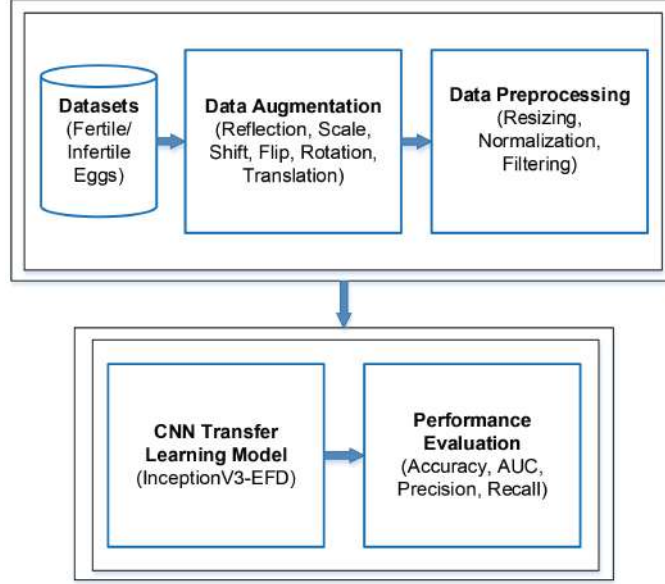 Datasets
(Fertile/
Infertile
Eggs)
Data Augmentation
(Reflection, Scale,
Shift, Flip, Rotation,
Translation)
Data Preprocessing
(Resizing,
Normalization,
Filtering)
CNN Transfer
Learning Model
(InceptionV3-EFD)
Performance
Evaluation
(Accuracy, AUC,
Precision, Recall)